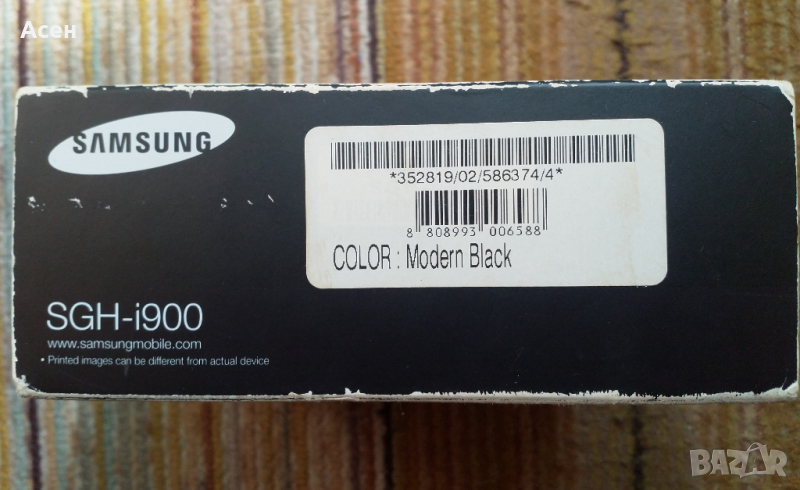 Асен
SAMSUNG
*352819/02/586374/4*
8 808993 006588
COLOR : Modern Black
SGH-i900
www.samsungmobile.com
• Printed images can be different from actual device
BAZAR